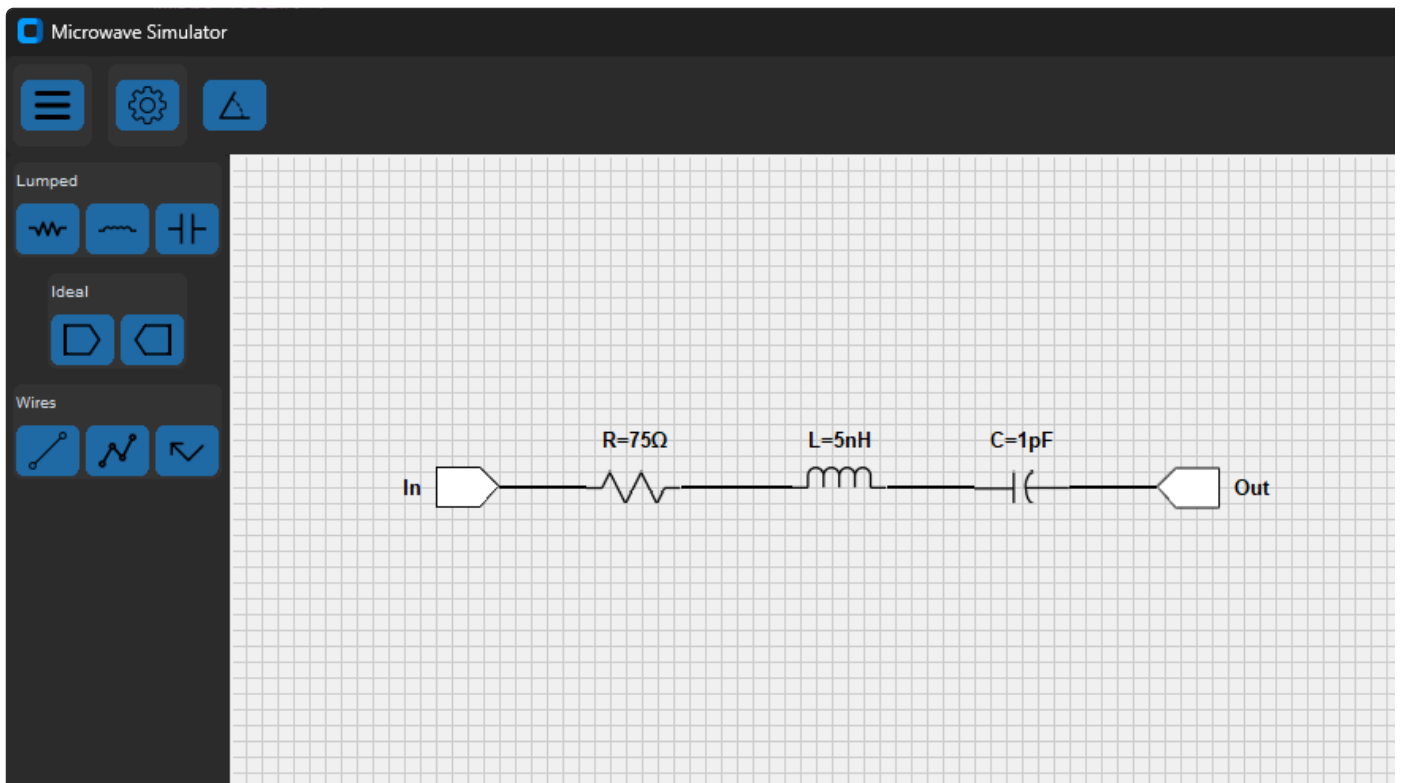 Microwave Simulator
Lumped
Ideal
Wires
R=75Ω
L=5nH
C=1pF
In
Out